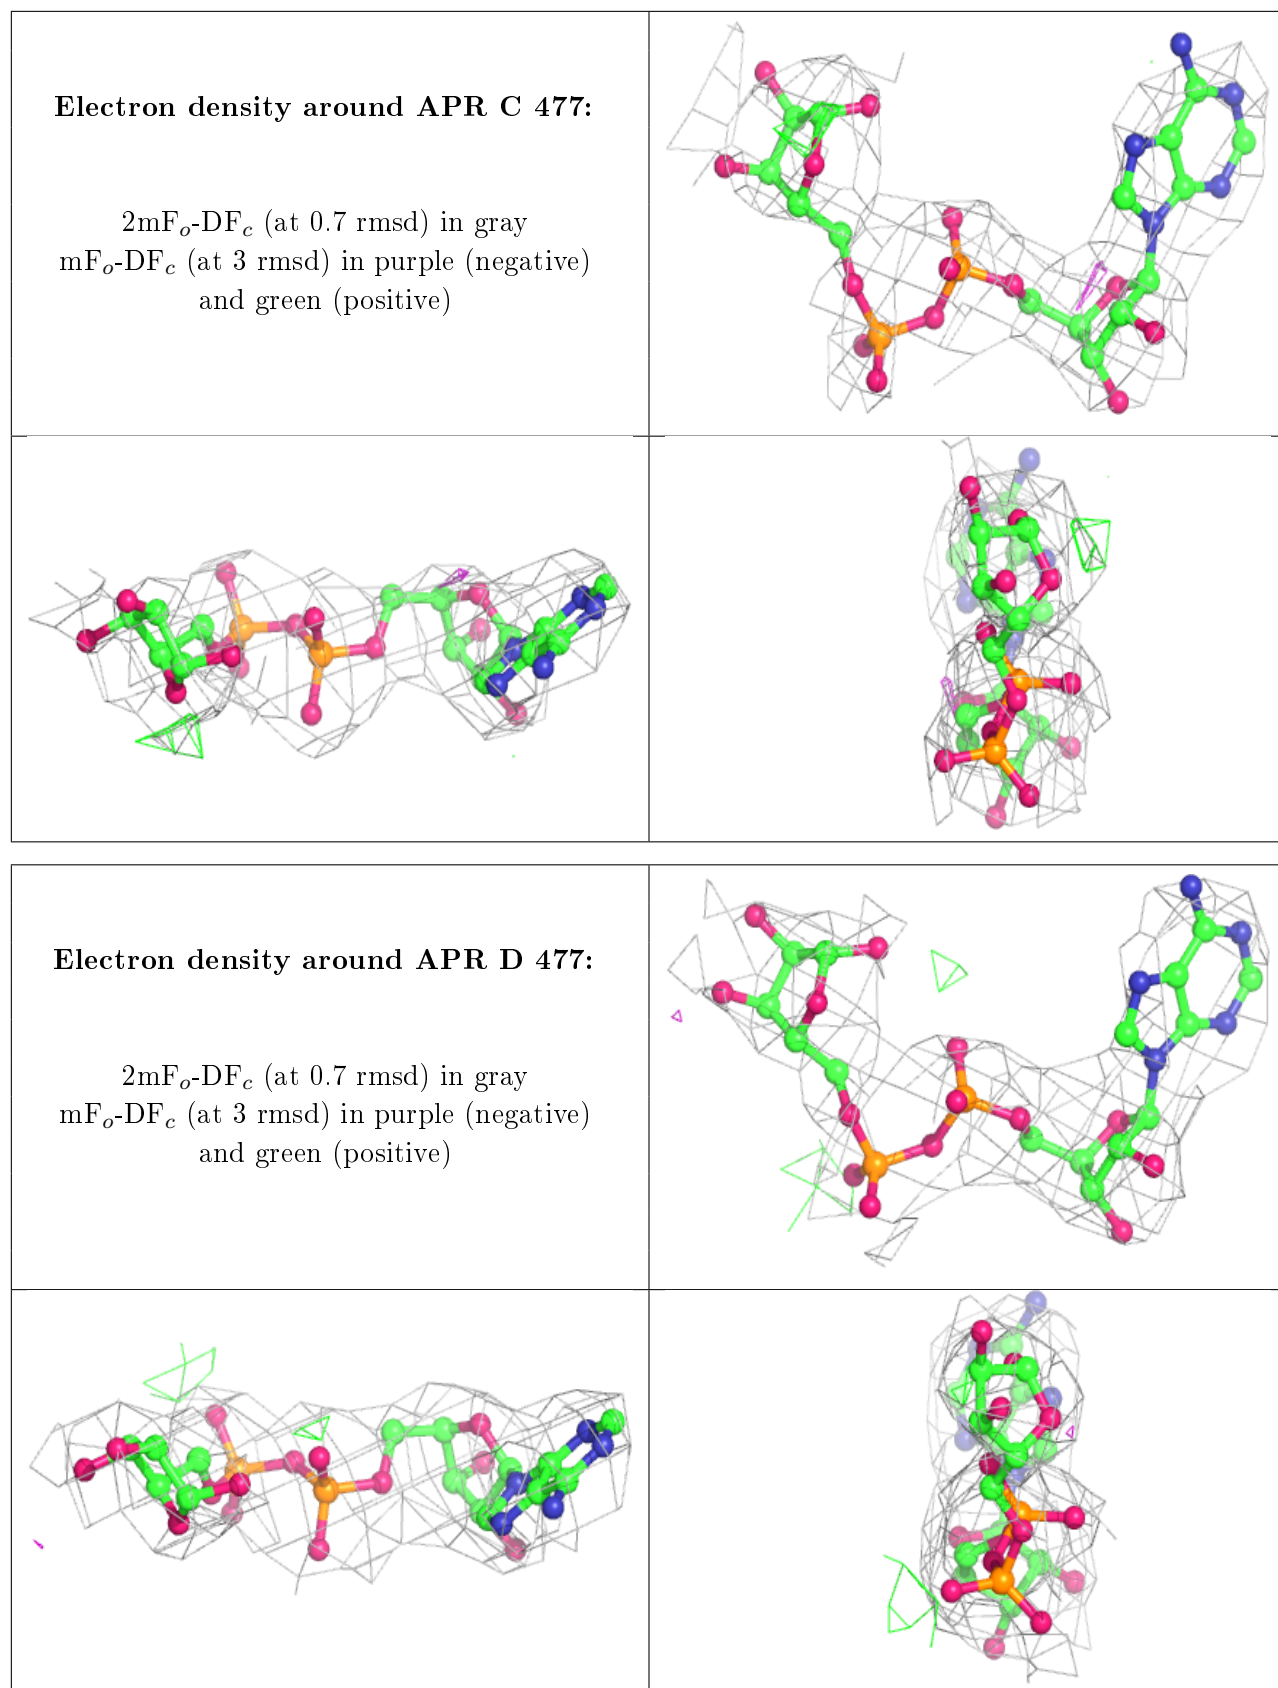 Electron density around APR C 477:
2mFo-DFc (at 0.7 rmsd) in gray
mFo-DFc (at 3 rmsd) in purple (negative)
and green (positive)
Electron density around APR D 477:
2mFo-DFc (at 0.7 rmsd) in gray
mFo-DFc (at 3 rmsd) in purple (negative)
and green (positive)